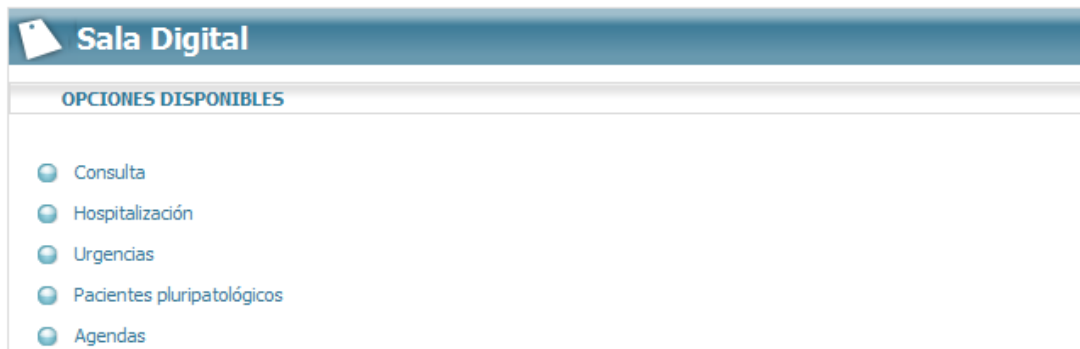 Sala Digital
OPCIONES DISPONIBLES
Consulta
Hospitalización
Urgencias
Pacientes pluripatológicos
Agendas